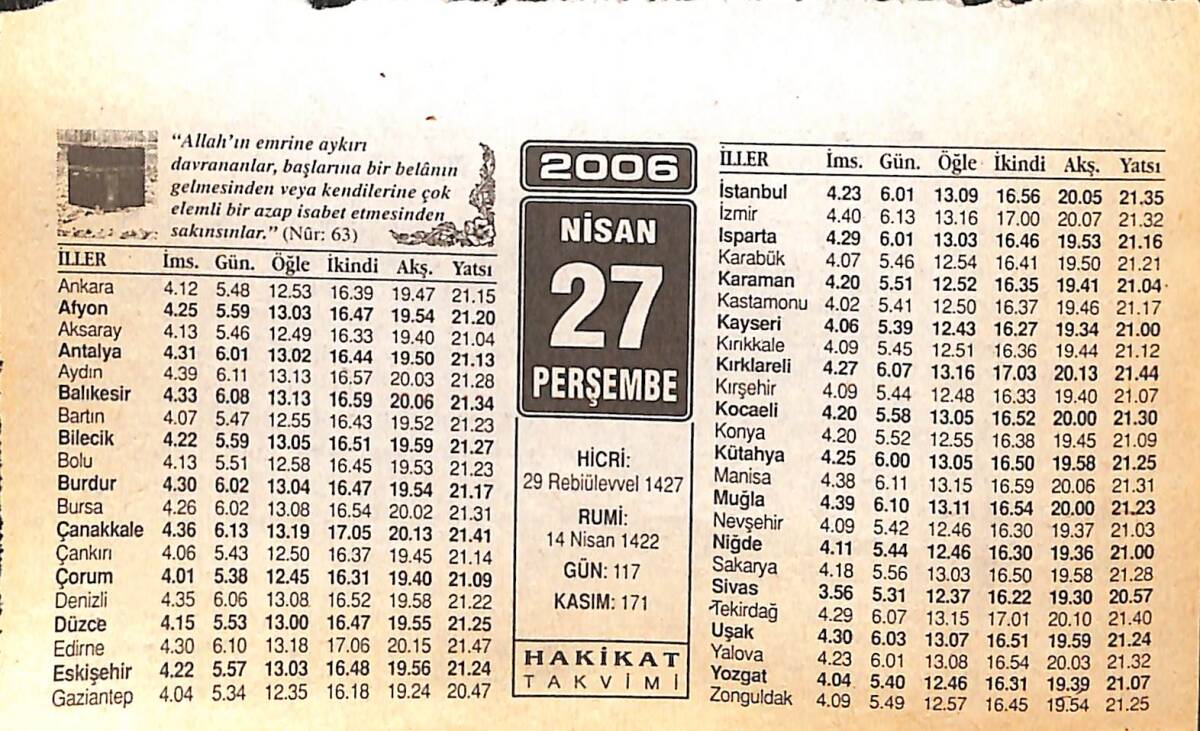 “Allah’ın emrine aykırı
davrananlar, başlarına bir belânın
gelmesinden veya kendilerine çok
elemli bir azap isabet etmesinden
sakınsınlar.” (Nûr: 63)
İLLER İms. Gün. Öğle İkindi Akş. Yatsı
Ankara 4.12 5.48 12.53 16.39 19.47 21.15
Afyon 4.25 5.59 13.03 16.47 19.54 21.20
Aksaray 4.13 5.46 12.49 16.33 19.40 21.04
Antalya 4.31 6.01 13.02 16.44 19.50 21.13
Aydın 4.39 6.11 13.13 16.57 20.03 21.28
Balıkesir 4.33 6.08 13.13 16.59 20.06 21.34
Bartın 4.07 5.47 12.55 16.43 19.52 21.23
Bilecik 4.22 5.59 13.05 16.51 19.59 21.27
Bolu 4.13 5.51 12.58 16.45 19.53 21.23
Burdur 4.30 6.02 13.04 16.47 19.54 21.17
Bursa 4.26 6.02 13.08 16.54 20.02 21.31
Çanakkale 4.36 6.13 13.19 17.05 20.13 21.41
Çankırı 4.06 5.43 12.50 16.37 19.45 21.14
Çorum 4.01 5.38 12.45 16.31 19.40 21.09
Denizli 4.35 6.06 13.08 16.52 19.58 21.22
Düzce 4.15 5.53 13.00 16.47 19.55 21.25
Edirne 4.30 6.10 13.18 17.06 20.15 21.47
Eskişehir 4.22 5.57 13.03 16.48 19.56 21.24
Gaziantep 4.04 5.34 12.35 16.18 19.24 20.47
2006
NİSAN
27
PERŞEMBE
HİCRİ:
29 Rebiülevvel 1427
RUMİ:
14 Nisan 1422
GÜN: 117
KASIM: 171
HAKİKAT
TAKVİMİ
İLLER İms. Gün. Öğle İkindi Akş. Yatsı
İstanbul 4.23 6.01 13.09 16.56 20.05 21.35
İzmir 4.40 6.13 13.16 17.00 20.07 21.32
Isparta 4.29 6.01 13.03 16.46 19.53 21.16
Karabük 4.07 5.46 12.54 16.41 19.50 21.21
Karaman 4.20 5.51 12.52 16.35 19.41 21.04
Kastamonu 4.02 5.41 12.50 16.37 19.46 21.17
Kayseri 4.06 5.39 12.43 16.27 19.34 21.00
Kırıkkale 4.09 5.45 12.51 16.36 19.44 21.12
Kırklareli 4.27 6.07 13.16 17.03 20.13 21.44
Kırşehir 4.09 5.44 12.48 16.33 19.40 21.07
Kocaeli 4.20 5.58 13.05 16.52 20.00 21.30
Konya 4.20 5.52 12.55 16.38 19.45 21.09
Kütahya 4.25 6.00 13.05 16.50 19.58 21.25
Manisa 4.38 6.11 13.15 16.59 20.06 21.31
Muğla 4.39 6.10 13.11 16.54 20.00 21.23
Nevşehir 4.09 5.42 12.46 16.30 19.37 21.03
Niğde 4.11 5.44 12.46 16.30 19.36 21.00
Sakarya 4.18 5.56 13.03 16.50 19.58 21.28
Sivas 3.56 5.31 12.37 16.22 19.30 20.57
Tekirdağ 4.29 6.07 13.15 17.01 20.10 21.40
Uşak 4.30 6.03 13.07 16.51 19.59 21.24
Yalova 4.23 6.01 13.08 16.54 20.03 21.32
Yozgat 4.04 5.40 12.46 16.31 19.39 21.07
Zonguldak 4.09 5.49 12.57 16.45 19.54 21.25